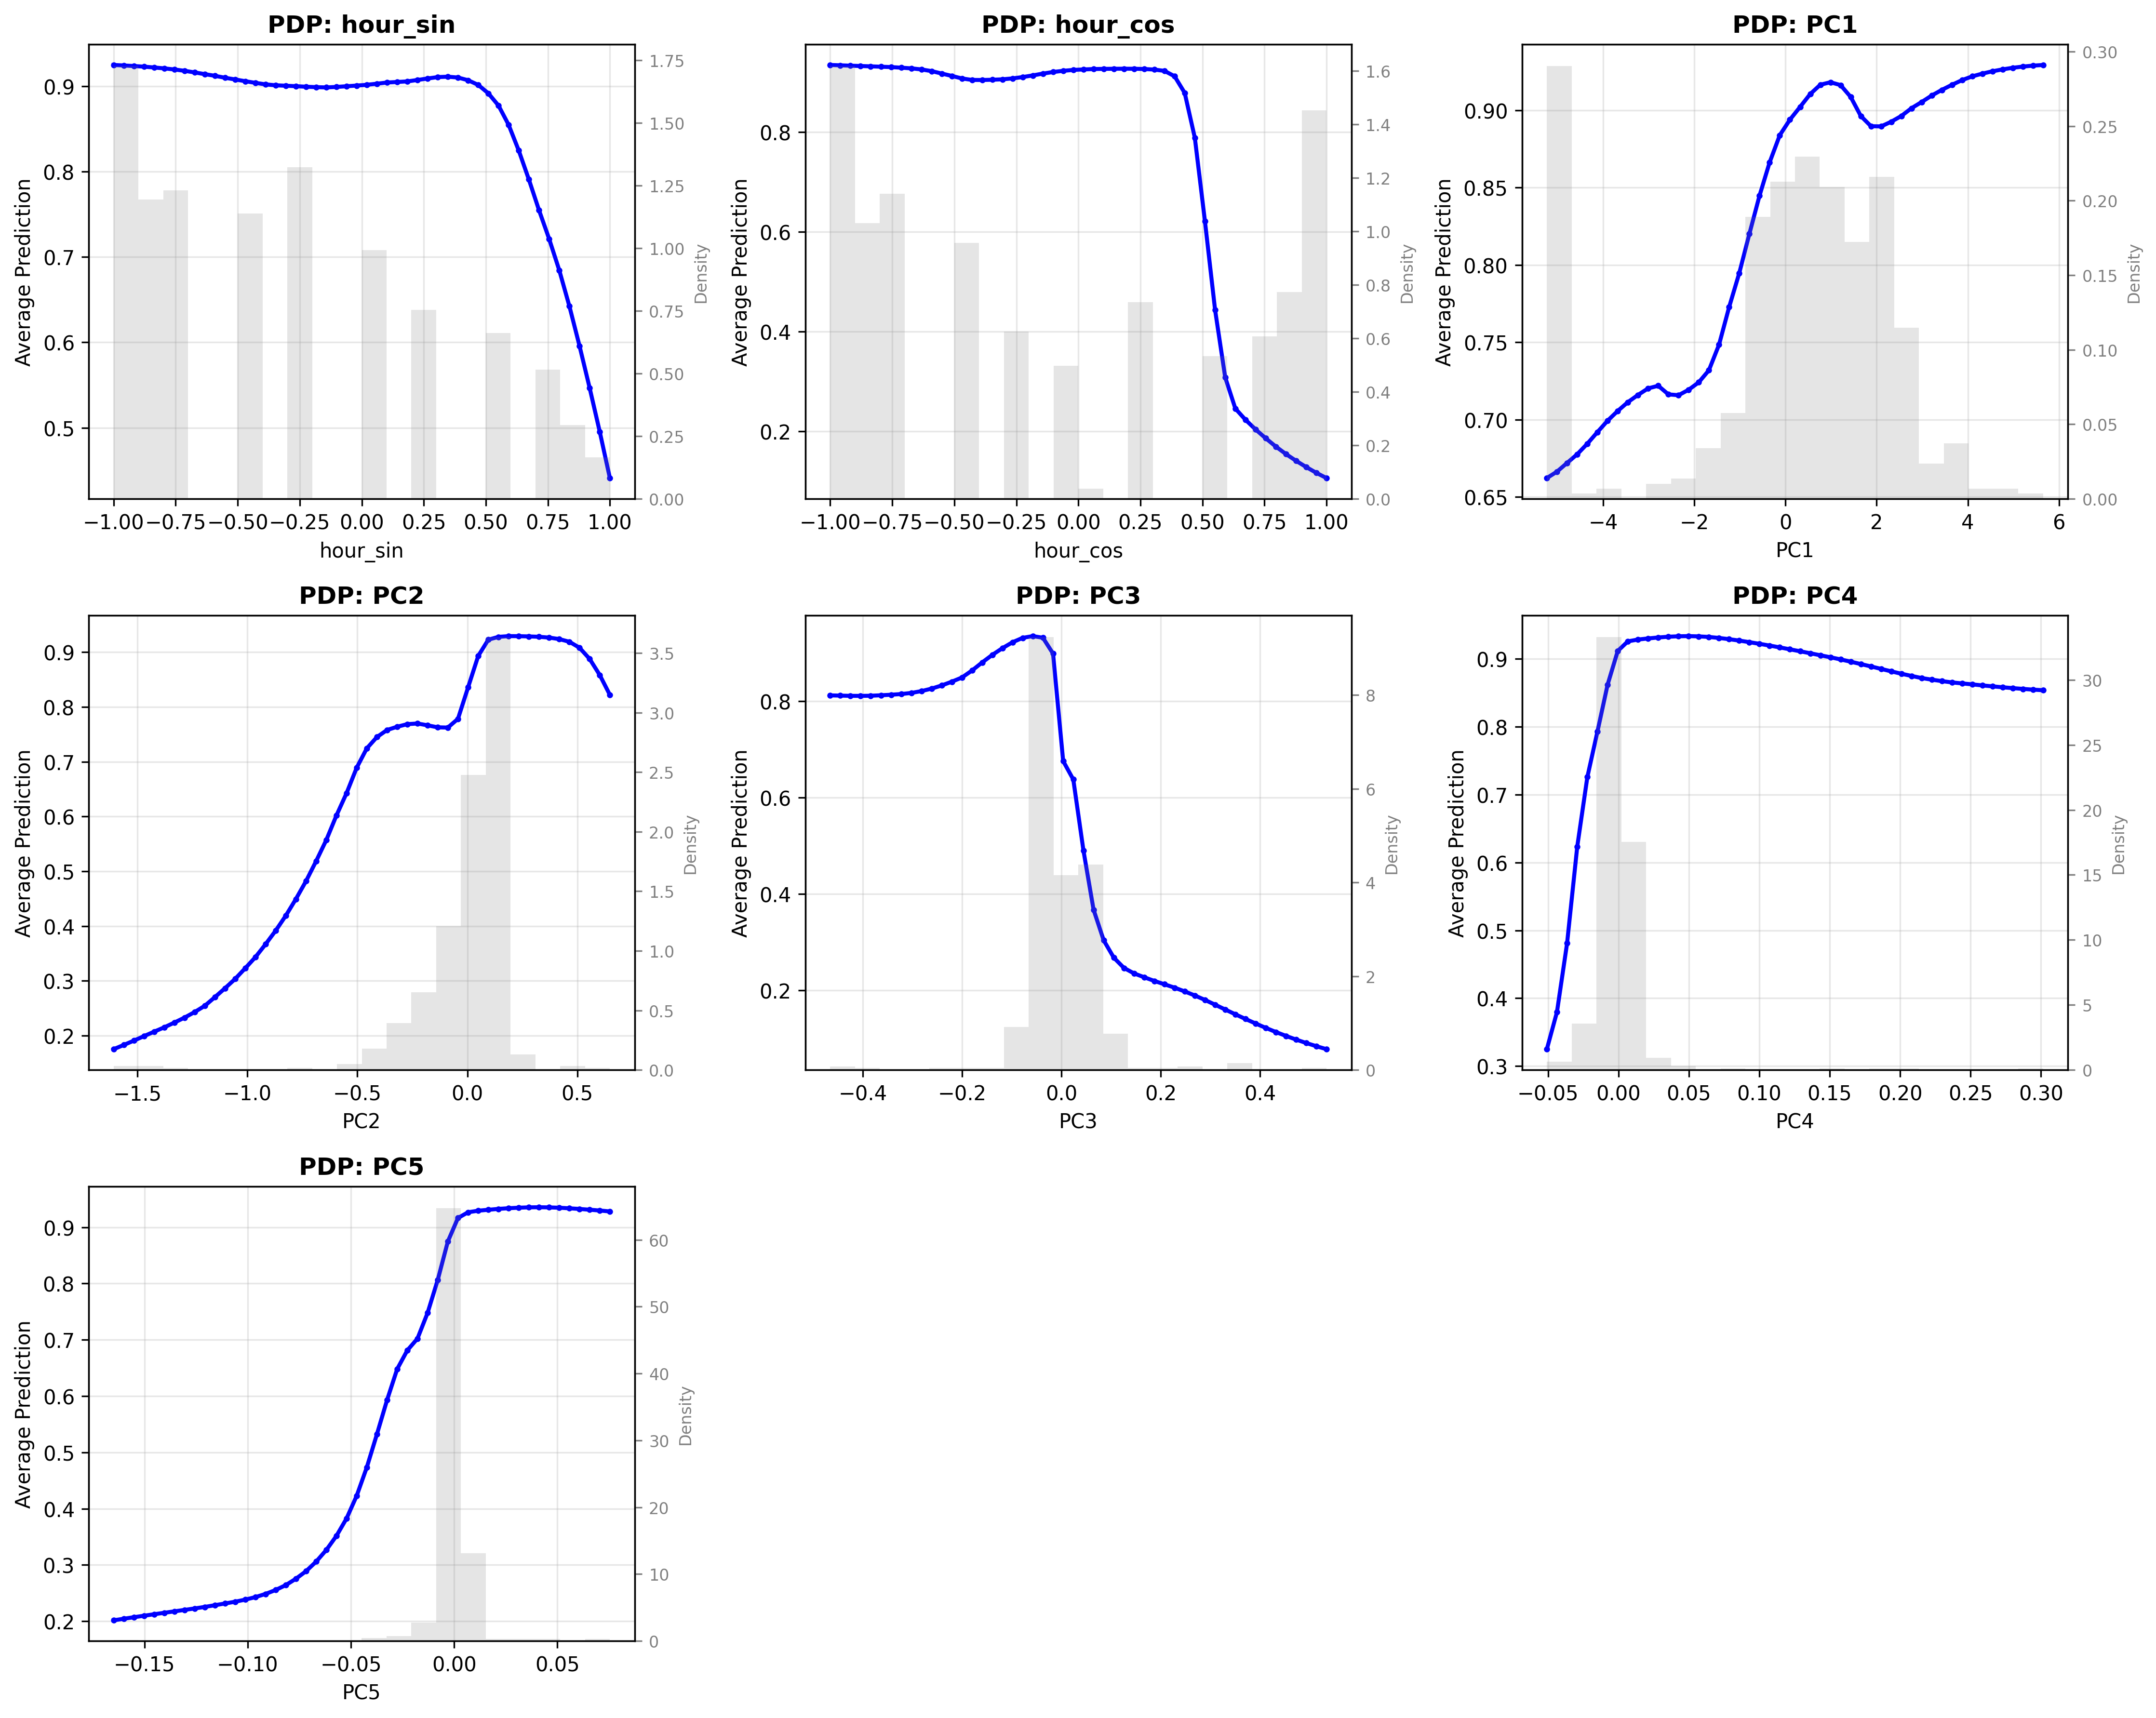 PDP: hour_sin
Average Prediction
0.9
0.8
0.7
0.6
0.5
1.75
1.50
1.25
1.00
0.75
0.50
0.25
0.00
Density
−1.00 −0.75 −0.50 −0.25 0.00 0.25 0.50 0.75 1.00
hour_sin
PDP: hour_cos
Average Prediction
0.8
0.6
0.4
0.2
1.6
1.4
1.2
1.0
0.8
0.6
0.4
0.2
0.0
Density
−1.00 −0.75 −0.50 −0.25 0.00 0.25 0.50 0.75 1.00
hour_cos
PDP: PC1
Average Prediction
0.90
0.85
0.80
0.75
0.70
0.65
0.30
0.25
0.20
0.15
0.10
0.05
0.00
Density
−4 −2 0 2 4 6
PC1
PDP: PC2
Average Prediction
0.9
0.8
0.7
0.6
0.5
0.4
0.3
0.2
3.5
3.0
2.5
2.0
1.5
1.0
0.5
0.0
Density
−1.5 −1.0 −0.5 0.0 0.5
PC2
PDP: PC3
Average Prediction
0.8
0.6
0.4
0.2
8
6
4
2
0
Density
−0.4 −0.2 0.0 0.2 0.4
PC3
PDP: PC4
Average Prediction
0.9
0.8
0.7
0.6
0.5
0.4
0.3
30
25
20
15
10
5
0
Density
−0.05 0.00 0.05 0.10 0.15 0.20 0.25 0.30
PC4
PDP: PC5
Average Prediction
0.9
0.8
0.7
0.6
0.5
0.4
0.3
0.2
60
50
40
30
20
10
0
Density
−0.15 −0.10 −0.05 0.00 0.05
PC5